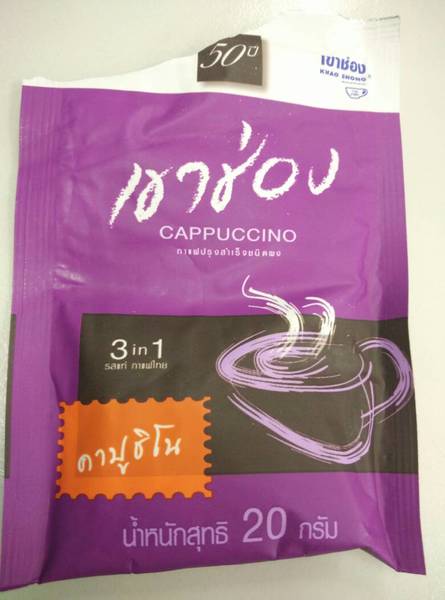 50 ปี
เขาช่อง
KHAO SHONG
เขาช่อง
CAPPUCCINO
กาแฟปรุงสำเร็จชนิดผง
3 in 1
รสแท้ กาแฟไทย
คาปูชิโน
น้ำหนักสุทธิ 20 กรัม